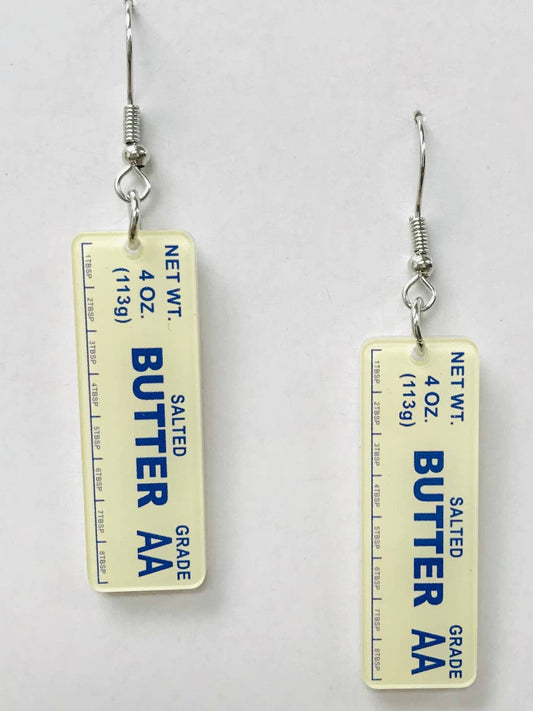 NET WT.
4 OZ.
(113g)
SALTED
BUTTER
GRADE
AA
1TBSP 2TBSP 3TBSP 4TBSP 5TBSP 6TBSP 7TBSP 8TBSP
NET WT.
4 OZ.
(113g)
SALTED
BUTTER
GRADE
AA
1TBSP 2TBSP 3TBSP 4TBSP 5TBSP 6TBSP 7TBSP 8TBSP